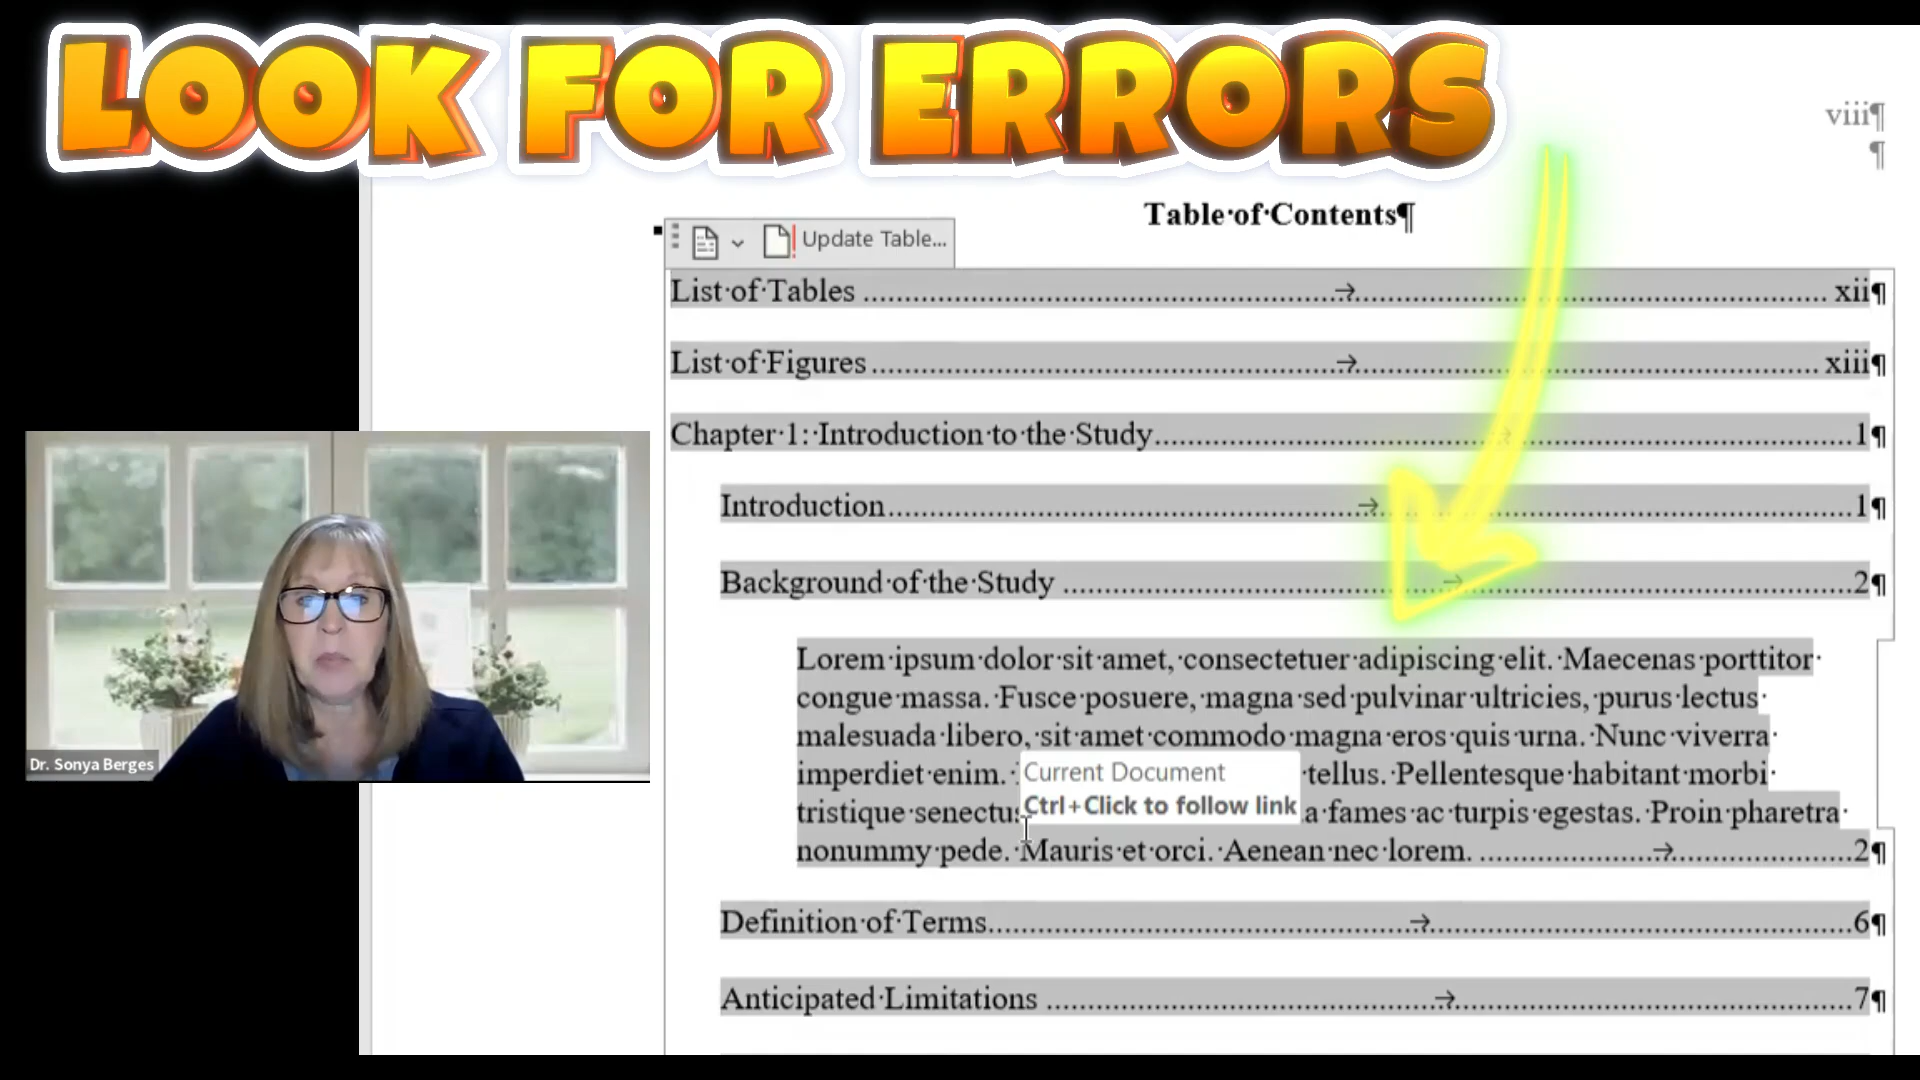 LOOK FOR ERRORS
viii¶
¶
Table·of·Contents¶
Update Table...
List·of·Tables ........................................→........................................ xii¶
List·of·Figures ........................................→........................................ xiii¶
Chapter·1:·Introduction·to·the·Study ........................................→........................................ 1¶
Introduction ........................................→........................................ 1¶
Background·of·the·Study ........................................→........................................ 2¶
Lorem·ipsum·dolor·sit·amet,·consectetuer·adipiscing·elit.·Maecenas·porttitor·
congue·massa.·Fusce·posuere,·magna·sed·pulvinar·ultricies,·purus·lectus·
malesuada·libero,·sit·amet·commodo·magna·eros·quis·urna.·Nunc·viverra·
imperdiet·enim.· ·tellus.·Pellentesque·habitant·morbi·
Current Document
tristique·senectus a·fames·ac·turpis·egestas.·Proin·pharetra·
Ctrl+Click to follow link
nonummy·pede.·Mauris·et·orci.·Aenean·nec·lorem. ....................→.................... 2¶
Definition·of·Terms ........................................→........................................ 6¶
Anticipated·Limitations ........................................→........................................ 7¶
Dr. Sonya Berges